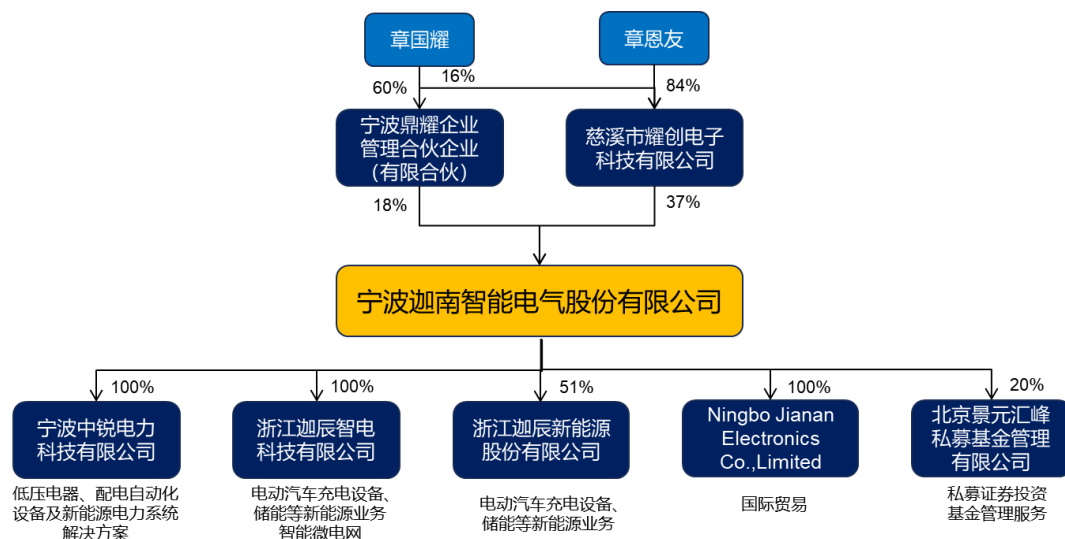 章国耀
章恩友
60%
16%
84%
宁波鼎耀企业
管理合伙企业
（有限合伙）
慈溪市耀创电子
科技有限公司
18%
37%
宁波迦南智能电气股份有限公司
100%
100%
51%
100%
20%
宁波中锐电力
科技有限公司
浙江迦辰智电
科技有限公司
浙江迦辰新能源
股份有限公司
Ningbo Jianan
Electronics
Co.,Limited
北京景元汇峰
私募基金管理
有限公司
低压电器、配电自动化
设备及新能源电力系统
解决方案
电动汽车充电设备、
储能等新能源业务
智能微电网
电动汽车充电设备、
储能等新能源业务
国际贸易
私募证券投资
基金管理服务